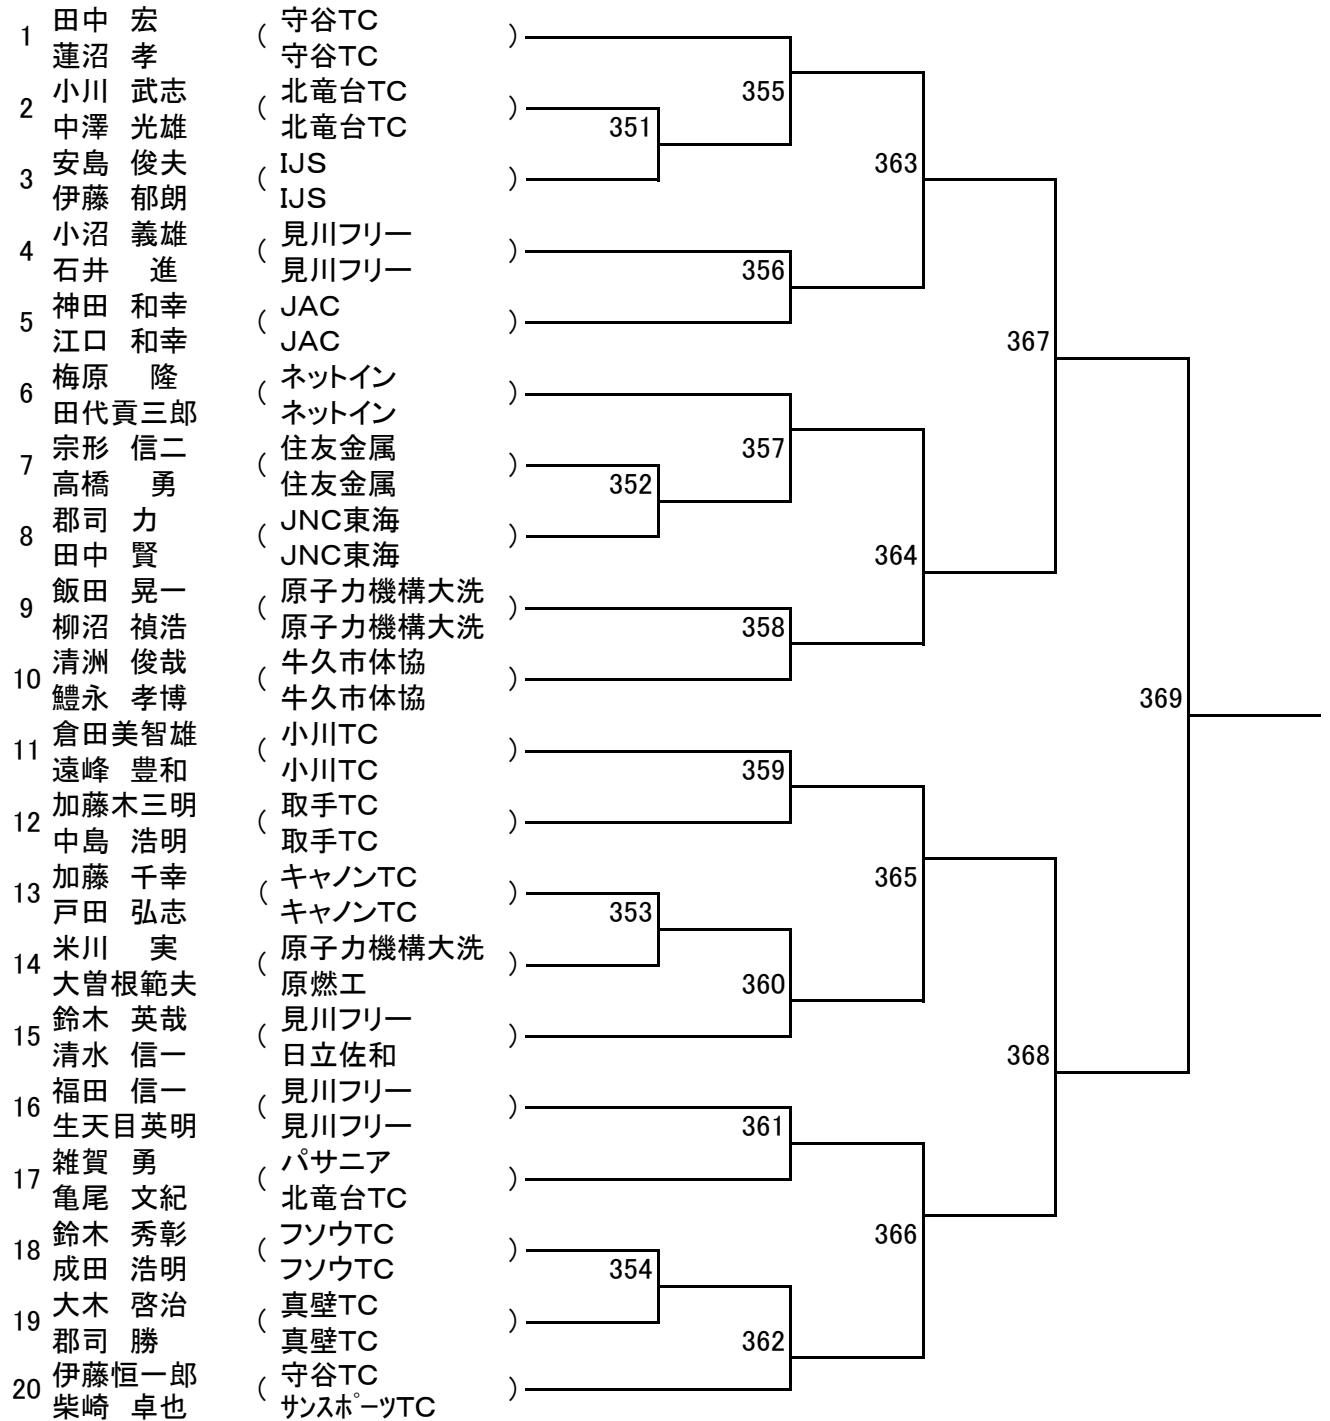 田中 宏 守谷TC
1 ( )
蓮沼 孝 守谷TC
355
小川 武志 北竜台TC
2 ( )
中澤 光雄 北竜台TC
351
363
安島 俊夫 IJS
3 ( )
伊藤 郁朗 IJS
小沼 義雄 見川フリー
4 ( )
石井 進 見川フリー
356
神田 和幸 JAC
5 ( )
江口 和幸 JAC
367
梅原 隆 ネットイン
6 ( )
田代貢三郎 ネットイン
357
宗形 信二 住友金属
7 ( )
高橋 勇 住友金属
352
郡司 力 JNC東海
8 ( )
田中 賢 JNC東海
364
飯田 晃一 原子力機構大洗
9 ( )
柳沼 禎浩 原子力機構大洗
358
清洲 俊哉 牛久市体協
10 ( )
鱧永 孝博 牛久市体協
369
倉田美智雄 小川TC
11 ( )
遠峰 豊和 小川TC
359
加藤木三明 取手TC
12 ( )
中島 浩明 取手TC
365
加藤 千幸 キャノンTC
13 ( )
戸田 弘志 キャノンTC
353
米川 実 原子力機構大洗
14 ( )
大曽根範夫 原燃工
360
鈴木 英哉 見川フリー
15 ( )
清水 信一 日立佐和
368
福田 信一 見川フリー
16 ( )
生天目英明 見川フリー
361
雑賀 勇 パサニア
17 ( )
亀尾 文紀 北竜台TC
366
鈴木 秀彰 フソウTC
18 ( )
成田 浩明 フソウTC
354
大木 啓治 真壁TC
19 ( )
郡司 勝 真壁TC
362
伊藤恒一郎 守谷TC
20 ( )
柴崎 卓也 ｻﾝｽﾎﾟｰﾂTC